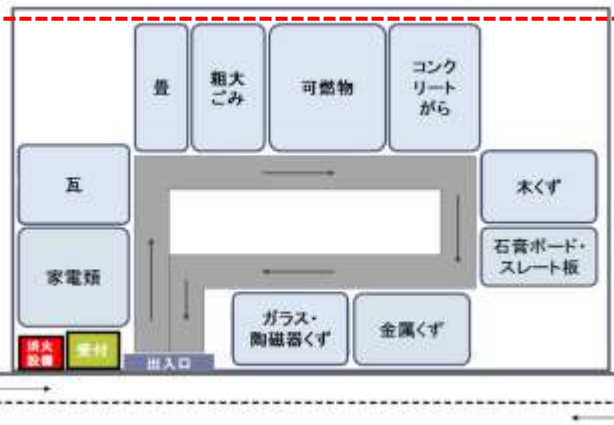 畳
粗大
ごみ
可燃物
コンク
リート
がら
瓦
木くず
家電類
石膏ボード・
スレート板
ガラス・
陶磁器くず
金属くず
消火
設備
受付
出入口